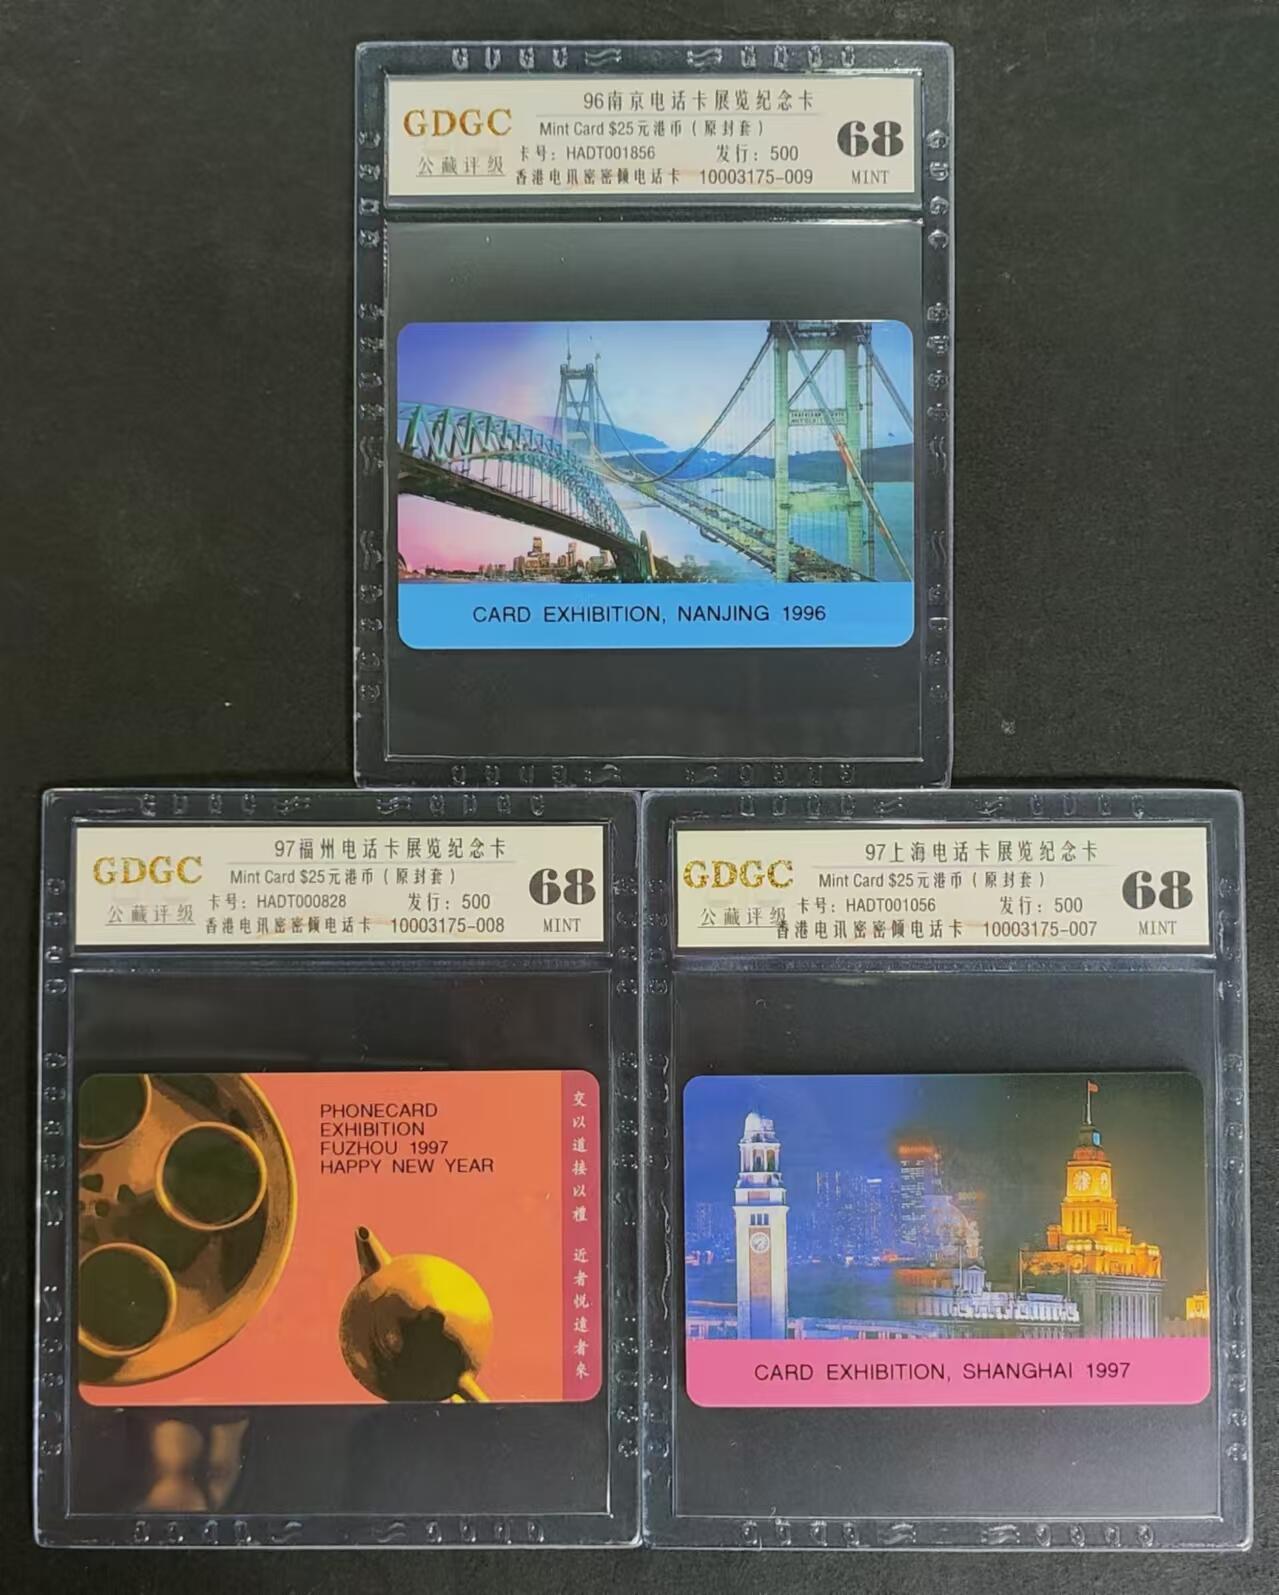 96南京电话卡展览纪念卡
GDGC
Mint Card $25元港币(原封套)
68
卡号：HADT001856 发行：500
公藏评级
香港电讯密密倾电话卡 10003175-009
MINT
CARD EXHIBITION, NANJING 1996
97福州电话卡展览纪念卡
GDGC
Mint Card $25元港币(原封套)
68
卡号：HADT000828 发行：500
公藏评级
香港电讯密密倾电话卡 10003175-008
MINT
PHONECARD
EXHIBITION
FUZHOU 1997
HAPPY NEW YEAR
交以道接以禮 近者悦遠者來
97上海电话卡展览纪念卡
GDGC
Mint Card $25元港币(原封套)
68
卡号：HADT001056 发行：500
公藏评级
香港电讯密密倾电话卡 10003175-007
MINT
CARD EXHIBITION, SHANGHAI 1997